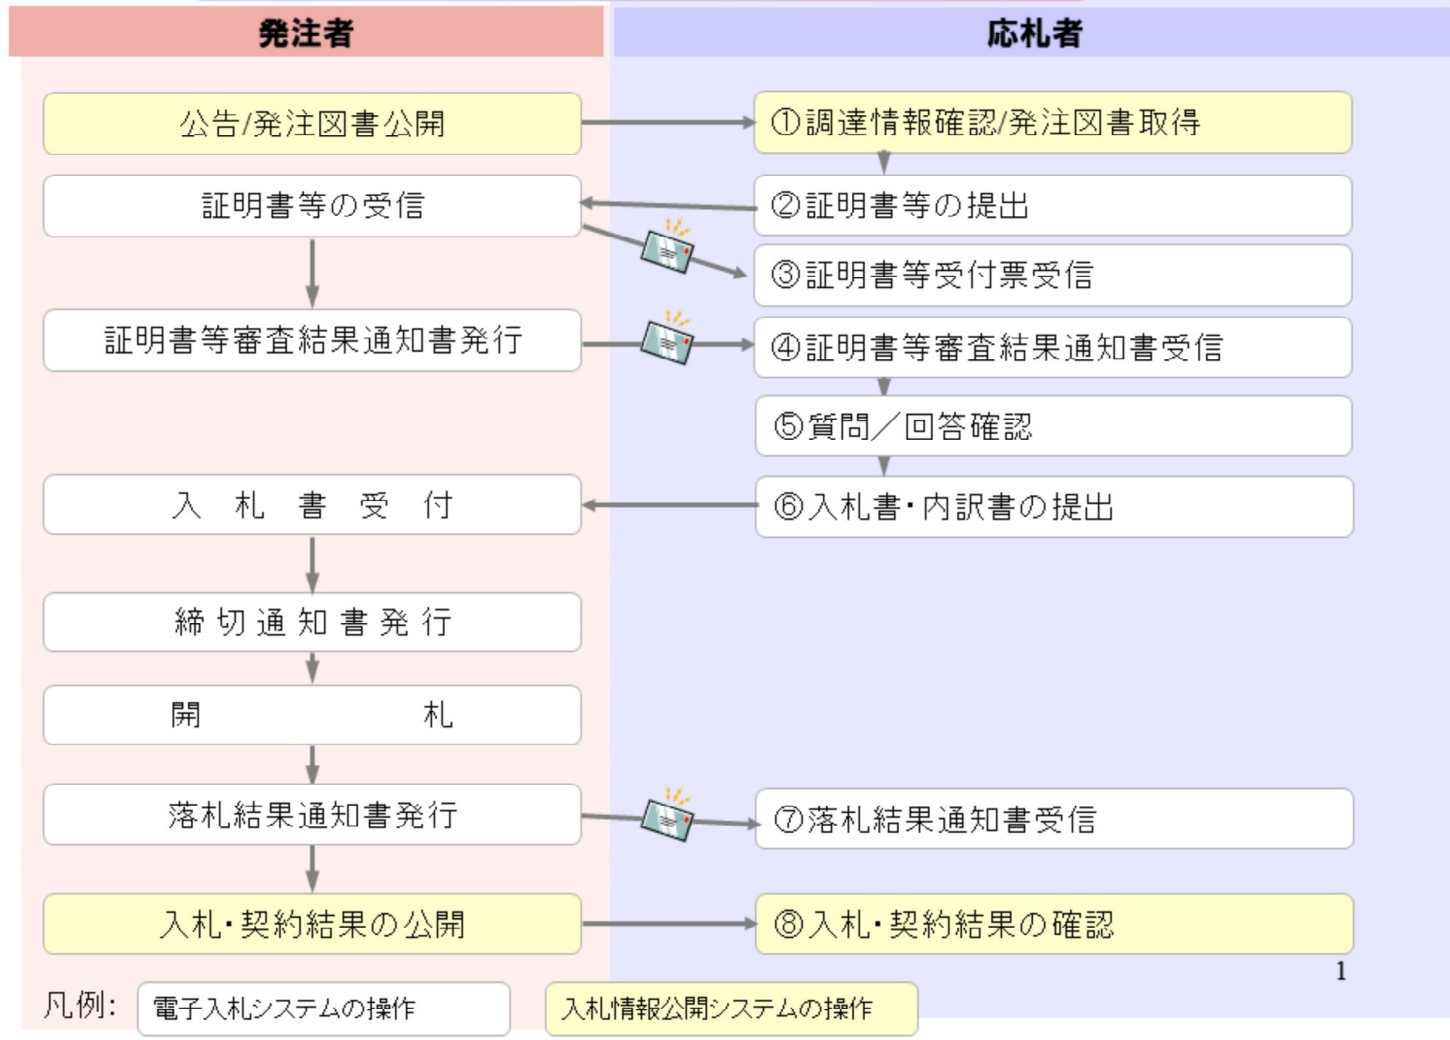 発注者
応札者
公告/発注図書公開
①調達情報確認/発注図書取得
証明書等の受信
②証明書等の提出
③証明書等受付票受信
証明書等審査結果通知書発行
④証明書等審査結果通知書受信
⑤質問／回答確認
入札書受付
⑥入札書・内訳書の提出
締切通知書発行
開札
落札結果通知書発行
⑦落札結果通知書受信
入札・契約結果の公開
⑧入札・契約結果の確認
1
凡例:
電子入札システムの操作
入札情報公開システムの操作